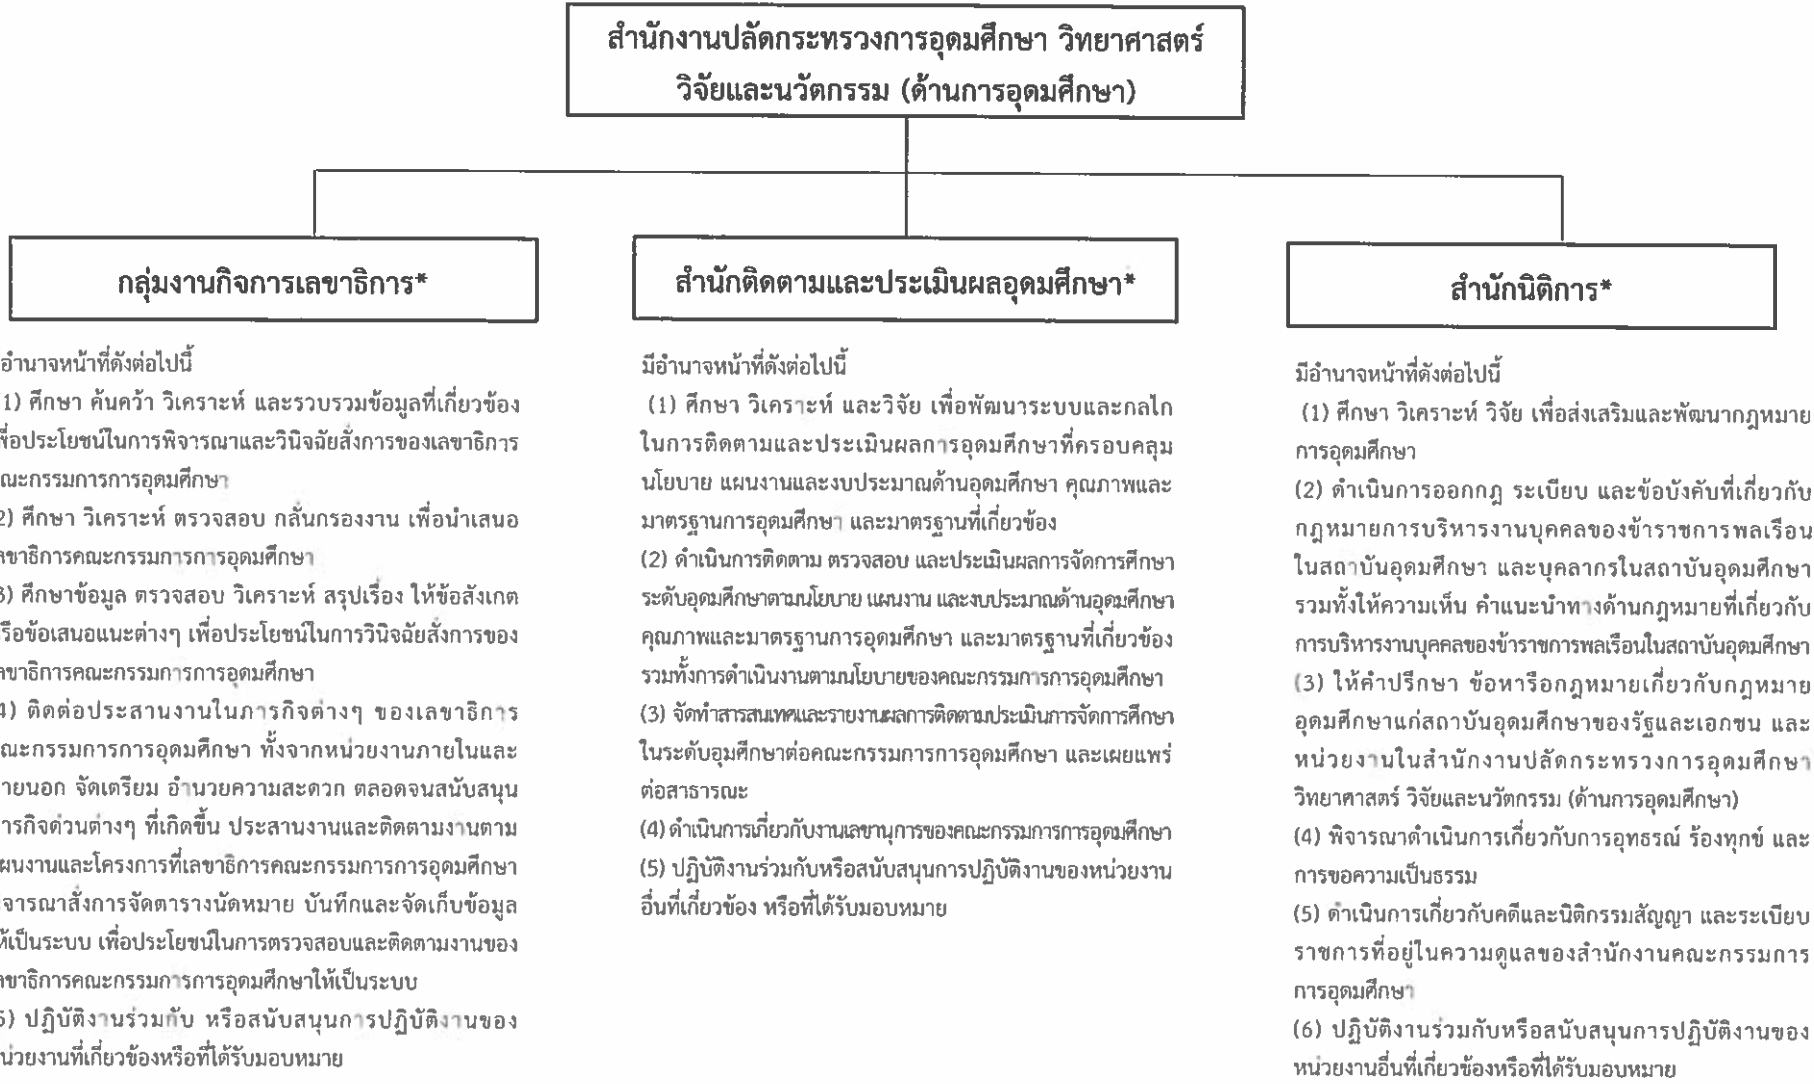 สำนักงานปลัดกระทรวงการอุดมศึกษา วิทยาศาสตร์
วิจัยและนวัตกรรม (ด้านการอุดมศึกษา)
กลุ่มงานกิจการเลขาธิการ*
อำนาจหน้าที่ดังต่อไปนี้
1) ศึกษา ค้นคว้า วิเคราะห์ และรวบรวมข้อมูลที่เกี่ยวข้อง
พื่อประโยชน์ในการพิจารณาและวินิจฉัยสั่งการของเลขาธิการ
ณะกรรมการการอุดมศึกษา
2) ศึกษา วิเคราะห์ ตรวจสอบ กลั่นกรองงาน เพื่อนำเสนอ
ลขาธิการคณะกรรมการการอุดมศึกษา
3) ศึกษาข้อมูล ตรวจสอบ วิเคราะห์ สรุปเรื่อง ให้ข้อสังเกต
รือข้อเสนอแนะต่างๆ เพื่อประโยชน์ในการวินิจฉัยสั่งการของ
ลขาธิการคณะกรรมการการอุดมศึกษา
4) ติดต่อประสานงานในภารกิจต่างๆ ของเลขาธิการ
ณะกรรมการการอุดมศึกษา ทั้งจากหน่วยงานภายในและ
ายนอก จัดเตรียม อำนวยความสะดวก ตลอดจนสนับสนุน
ารกิจด่วนต่างๆ ที่เกิดขึ้น ประสานงานและติดตามงานตาม
ผนงานและโครงการที่เลขาธิการคณะกรรมการการอุดมศึกษา
จารณาสั่งการจัดตารางนัดหมาย บันทึกและจัดเก็บข้อมูล
ห้เป็นระบบ เพื่อประโยชน์ในการตรวจสอบและติดตามงานของ
ลขาธิการคณะกรรมการการอุดมศึกษาให้เป็นระบบ
5) ปฏิบัติงานร่วมกับ หรือสนับสนุนการปฏิบัติงานของ
น่วยงานที่เกี่ยวข้องหรือที่ได้รับมอบหมาย
สำนักติดตามและประเมินผลอุดมศึกษา*
มีอำนาจหน้าที่ดังต่อไปนี้
(1) ศึกษา วิเคราะห์ และวิจัย เพื่อพัฒนาระบบและกลไก
ในการติดตามและประเมินผลการอุดมศึกษาที่ครอบคลุม
นโยบาย แผนงานและงบประมาณด้านอุดมศึกษา คุณภาพและ
มาตรฐานการอุดมศึกษา และมาตรฐานที่เกี่ยวข้อง
(2) ดำเนินการติดตาม ตรวจสอบ และประเมินผลการจัดการศึกษา
ระดับอุดมศึกษาตามนโยบาย แผนงาน และงบประมาณด้านอุดมศึกษา
คุณภาพและมาตรฐานการอุดมศึกษา และมาตรฐานที่เกี่ยวข้อง
รวมทั้งการดำเนินงานตามนโยบายของคณะกรรมการการอุดมศึกษา
(3) จัดทำสารสนเทศและรายงานผลการติดตามประเมินการจัดการศึกษา
ในระดับอุมศึกษาต่อคณะกรรมการการอุดมศึกษา และเผยแพร่
ต่อสาธารณะ
(4) ดำเนินการเกี่ยวกับงานเลขานุการของคณะกรรมการการอุดมศึกษา
(5) ปฏิบัติงานร่วมกับหรือสนับสนุนการปฏิบัติงานของหน่วยงาน
อื่นที่เกี่ยวข้อง หรือที่ได้รับมอบหมาย
สำนักนิติการ*
มีอำนาจหน้าที่ดังต่อไปนี้
(1) ศึกษา วิเคราะห์ วิจัย เพื่อส่งเสริมและพัฒนากฎหมาย
การอุดมศึกษา
(2) ดำเนินการออกกฎ ระเบียบ และข้อบังคับที่เกี่ยวกับ
กฎหมายการบริหารงานบุคคลของข้าราชการพลเรือน
ในสถาบันอุดมศึกษา และบุคลากรในสถาบันอุดมศึกษา
รวมทั้งให้ความเห็น คำแนะนำทางด้านกฎหมายที่เกี่ยวกับ
การบริหารงานบุคคลของข้าราชการพลเรือนในสถาบันอุดมศึกษา
(3) ให้คำปรึกษา ข้อหารือกฎหมายเกี่ยวกับกฎหมาย
อุดมศึกษาแก่สถาบันอุดมศึกษาของรัฐและเอกชน และ
หน่วยงานในสำนักงานปลัดกระทรวงการอุดมศึกษา
วิทยาศาสตร์ วิจัยและนวัตกรรม (ด้านการอุดมศึกษา)
(4) พิจารณาดำเนินการเกี่ยวกับการอุทธรณ์ ร้องทุกข์ และ
การขอความเป็นธรรม
(5) ดำเนินการเกี่ยวกับคดีและนิติกรรมสัญญา และระเบียบ
ราชการที่อยู่ในความดูแลของสำนักงานคณะกรรมการ
การอุดมศึกษา
(6) ปฏิบัติงานร่วมกับหรือสนับสนุนการปฏิบัติงานของ
หน่วยงานอื่นที่เกี่ยวข้องหรือที่ได้รับมอบหมาย